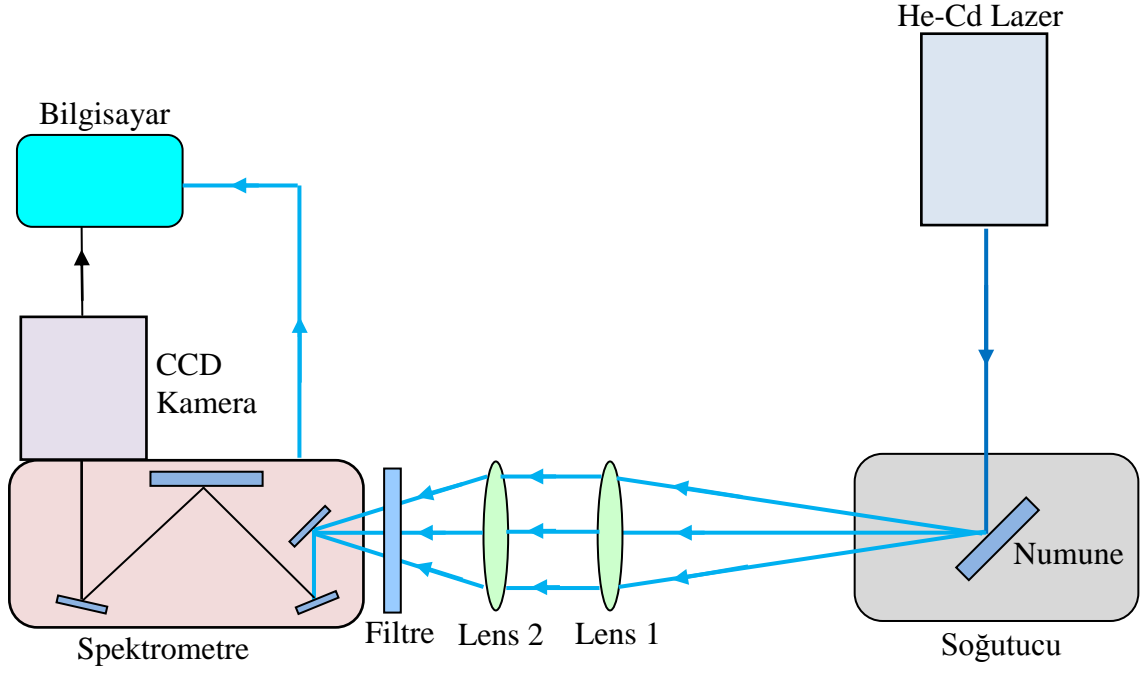 He-Cd Lazer
Bilgisayar
CCD
Kamera
Numune
Filtre
Lens 2
Lens 1
Soğutucu
Spektrometre